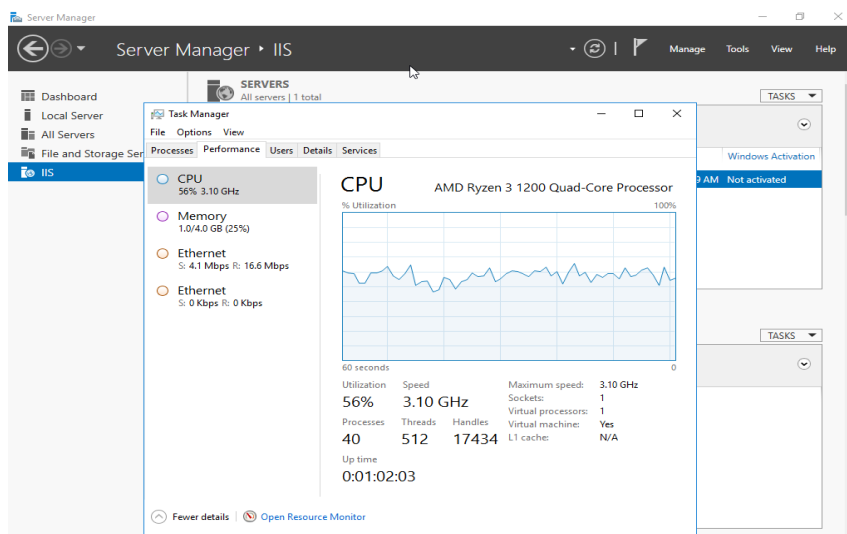 Server Manager
Server Manager ‣ IIS
Manage Tools View Help
Dashboard
Local Server
All Servers
File and Storage Ser
IIS
SERVERS
All servers | 1 total
TASKS
Windows Activation
9 AM Not activated
TASKS
Task Manager
File Options View
Processes Performance Users Details Services
CPU
56% 3.10 GHz
Memory
1.0/4.0 GB (25%)
Ethernet
S: 4.1 Mbps R: 16.6 Mbps
Ethernet
S: 0 Kbps R: 0 Kbps
CPU AMD Ryzen 3 1200 Quad-Core Processor
% Utilization 100%
60 seconds 0
Utilization Speed Maximum speed: 3.10 GHz
56% 3.10 GHz Sockets: 1
Virtual processors: 1
Processes Threads Handles Virtual machine: Yes
40 512 17434 L1 cache: N/A
Up time
0:01:02:03
Fewer details Open Resource Monitor